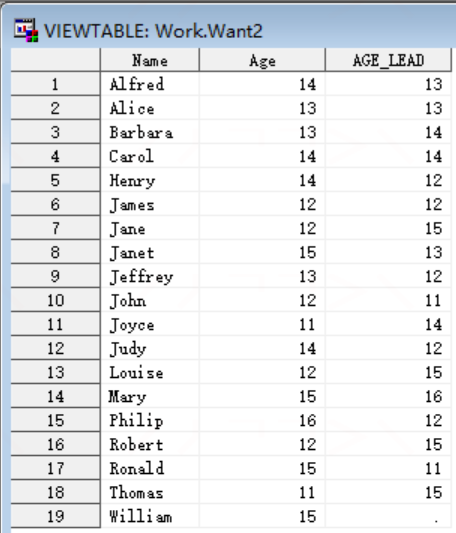 VIEWTABLE: Work.Want2
Name Age AGE_LEAD
1 Alfred 14 13
2 Alice 13 13
3 Barbara 13 14
4 Carol 14 14
5 Henry 14 12
6 James 12 12
7 Jane 12 15
8 Janet 15 13
9 Jeffrey 13 12
10 John 12 11
11 Joyce 11 14
12 Judy 14 12
13 Louise 12 15
14 Mary 15 16
15 Philip 16 12
16 Robert 12 15
17 Ronald 15 11
18 Thomas 11 15
19 William 15 .